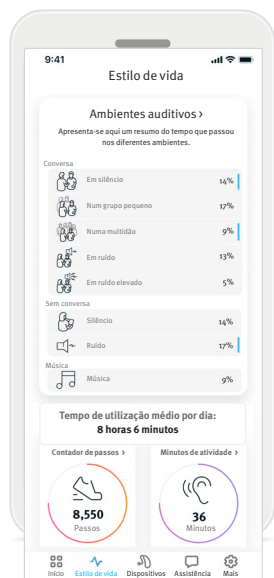 9:41
Estilo de vida
Ambientes auditivos ›
Apresenta-se aqui um resumo do tempo que passou
nos diferentes ambientes.
Conversa
Em silêncio 14%
Num grupo pequeno 17%
Numa multidão 9%
Em ruído 13%
Em ruído elevado 5%
Sem conversa
Silêncio 14%
Ruído 17%
Música
Música 9%
Tempo de utilização médio por dia:
8 horas 6 minutos
Contador de passos › Minutos de atividade ›
8,550 36
Passos Minutos
Início Estilo de vida Dispositivos Assistência Mais